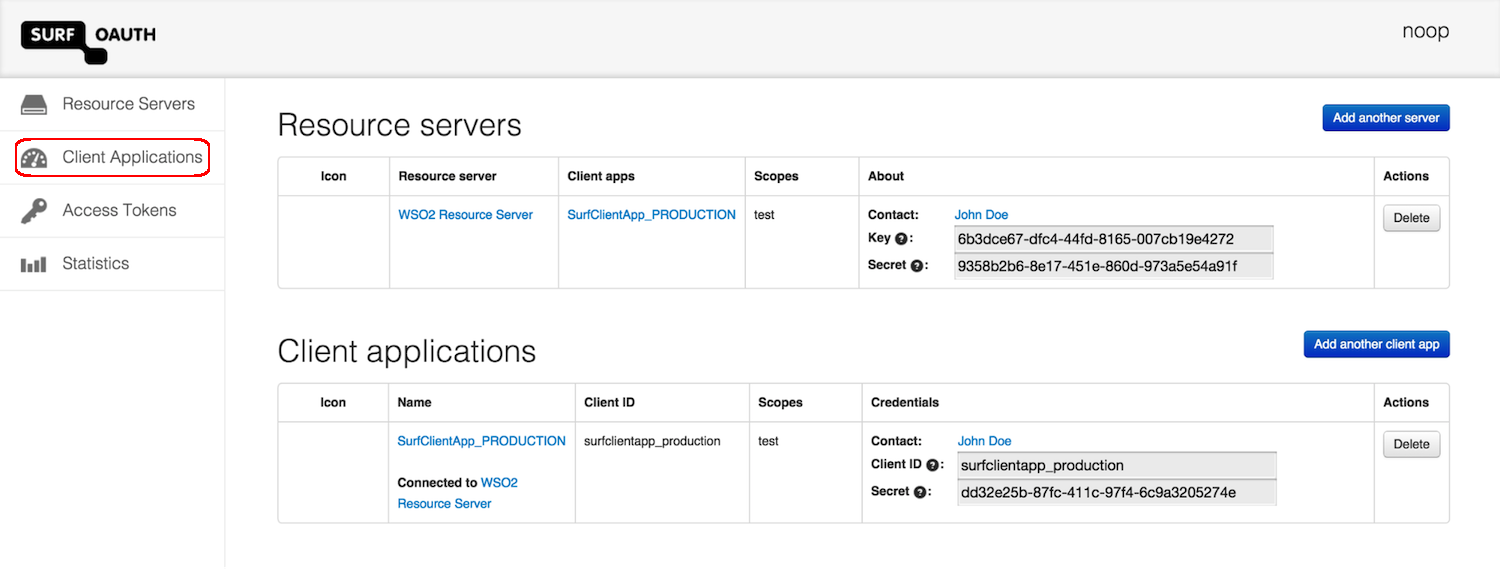 SURF OAUTH
noop
Resource Servers
Client Applications
Access Tokens
Statistics
Resource servers
Add another server
Icon Resource server Client apps Scopes About Actions
WSO2 Resource Server SurfClientApp_PRODUCTION test Contact: John Doe Delete
Key ?: 6b3dce67-dfc4-44fd-8165-007cb19e4272
Secret ?: 9358b2b6-8e17-451e-860d-973a5e54a91f
Client applications
Add another client app
Icon Name Client ID Scopes Credentials Actions
SurfClientApp_PRODUCTION surfclientapp_production test Contact: John Doe Delete
Client ID ?: surfclientapp_production
Connected to WSO2
Secret ?: dd32e25b-87fc-411c-97f4-6c9a3205274e
Resource Server